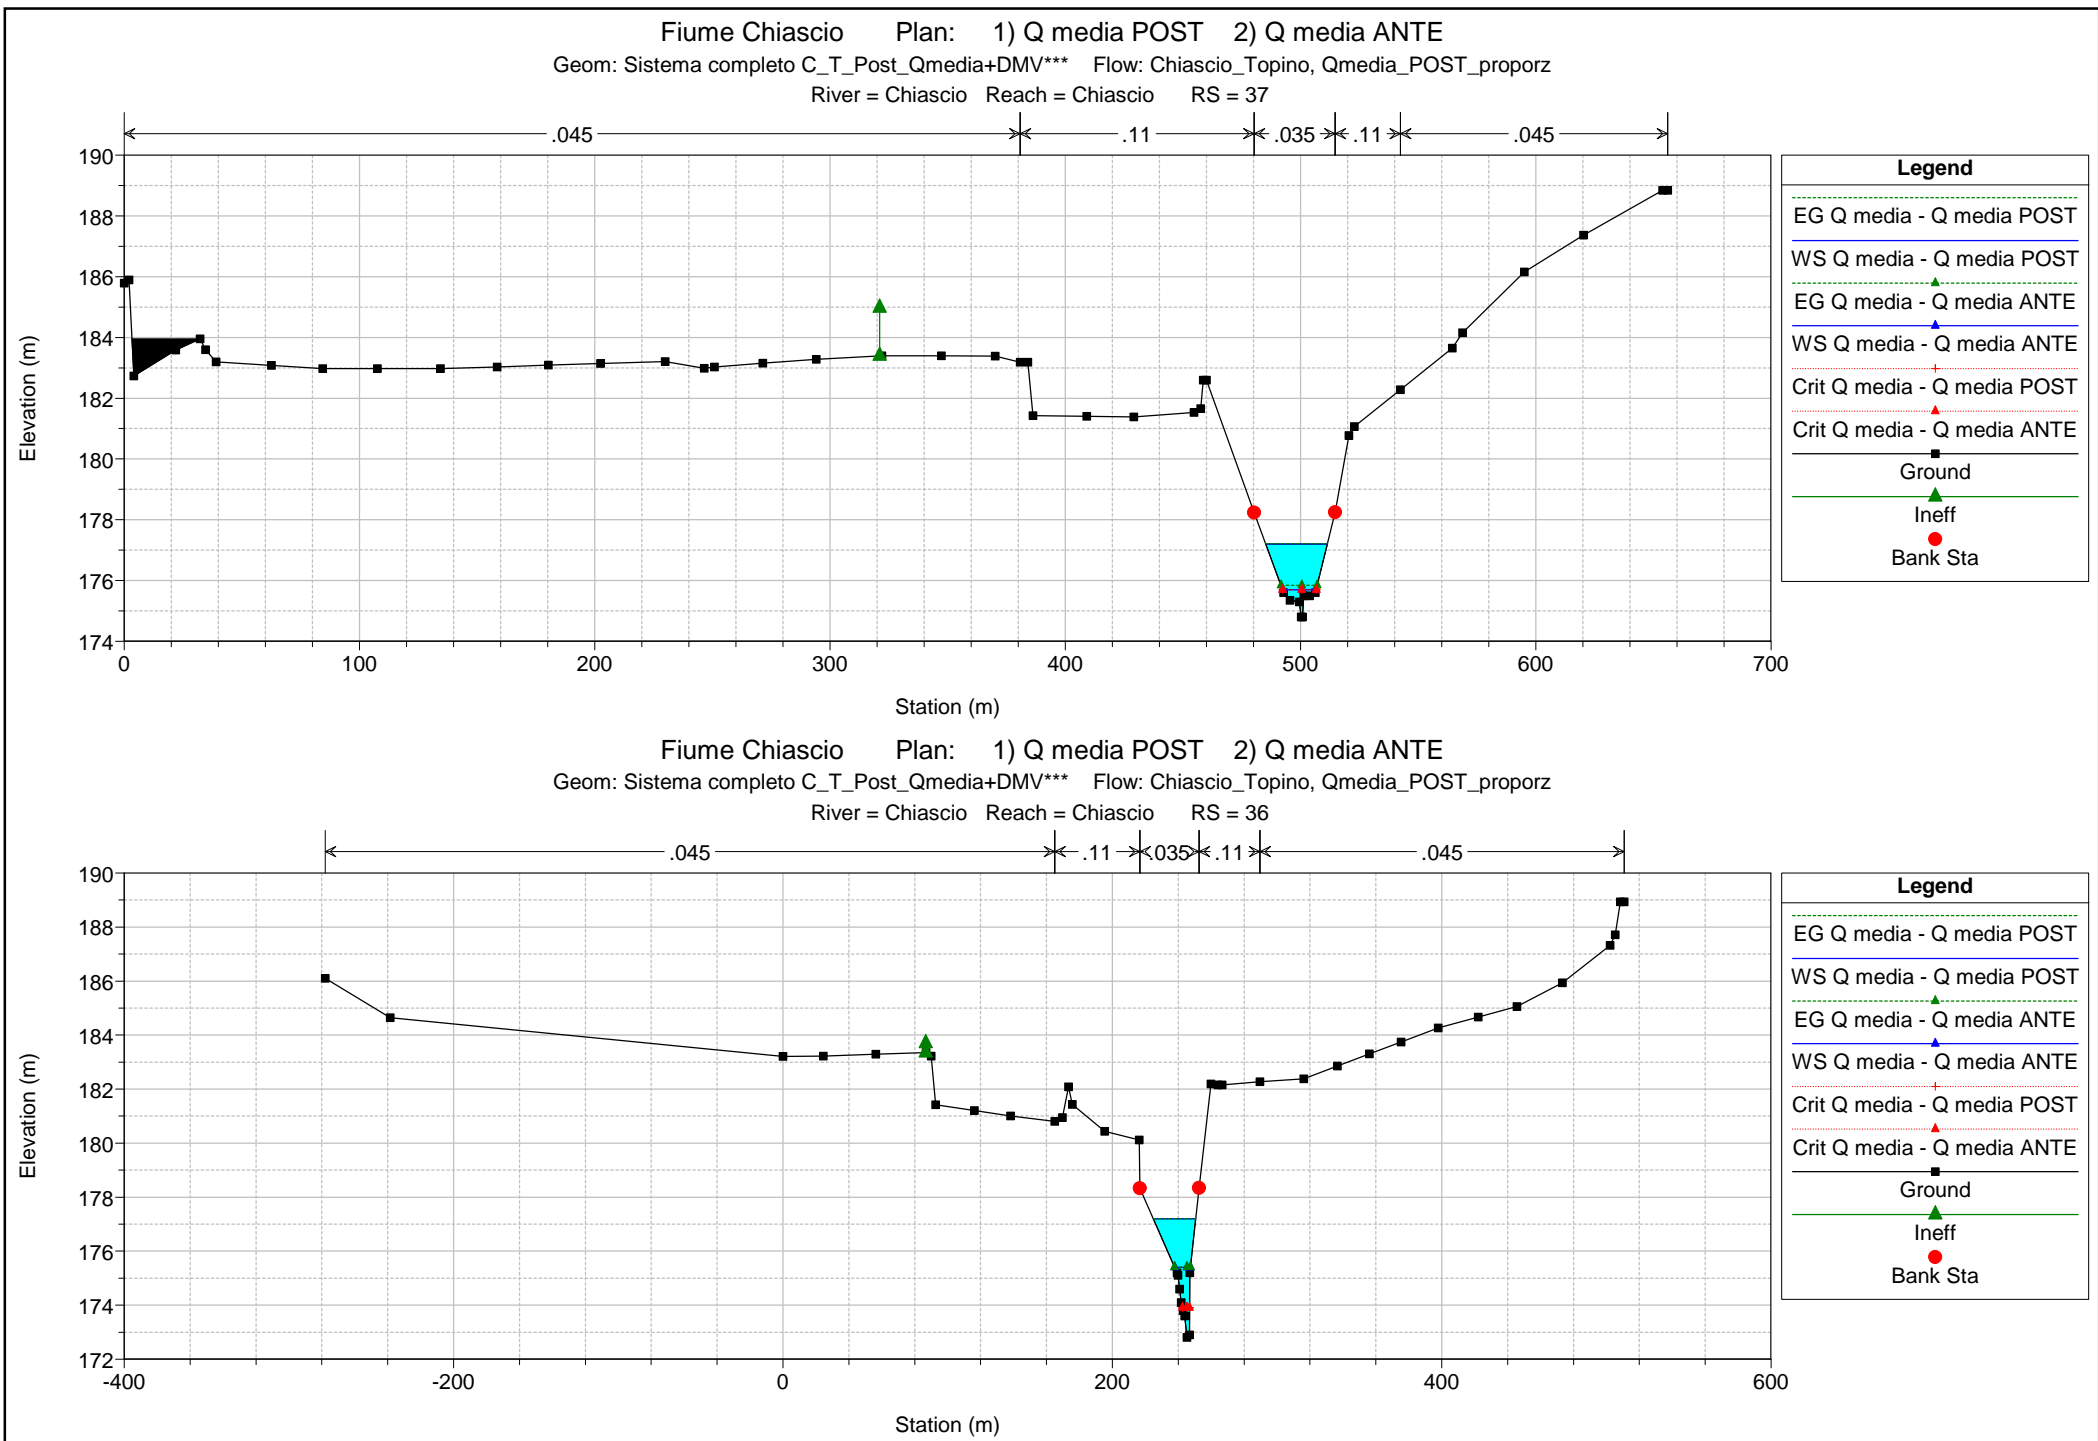 Fiume Chiascio Plan: 1) Q media POST 2) Q media ANTE
Geom: Sistema completo C_T_Post_Qmedia+DMV*** Flow: Chiascio_Topino, Qmedia_POST_proporz
River = Chiascio Reach = Chiascio RS = 37
.045 .11 .035 .11 .045
190
188
186
184
182
180
178
176
174
Elevation (m)
0 100 200 300 400 500 600 700
Station (m)
Legend
EG Q media - Q media POST
WS Q media - Q media POST
EG Q media - Q media ANTE
WS Q media - Q media ANTE
Crit Q media - Q media POST
Crit Q media - Q media ANTE
Ground
Ineff
Bank Sta
Fiume Chiascio Plan: 1) Q media POST 2) Q media ANTE
Geom: Sistema completo C_T_Post_Qmedia+DMV*** Flow: Chiascio_Topino, Qmedia_POST_proporz
River = Chiascio Reach = Chiascio RS = 36
.045 .11 .035 .11 .045
190
188
186
184
182
180
178
176
174
172
Elevation (m)
-400 -200 0 200 400 600
Station (m)
Legend
EG Q media - Q media POST
WS Q media - Q media POST
EG Q media - Q media ANTE
WS Q media - Q media ANTE
Crit Q media - Q media POST
Crit Q media - Q media ANTE
Ground
Ineff
Bank Sta